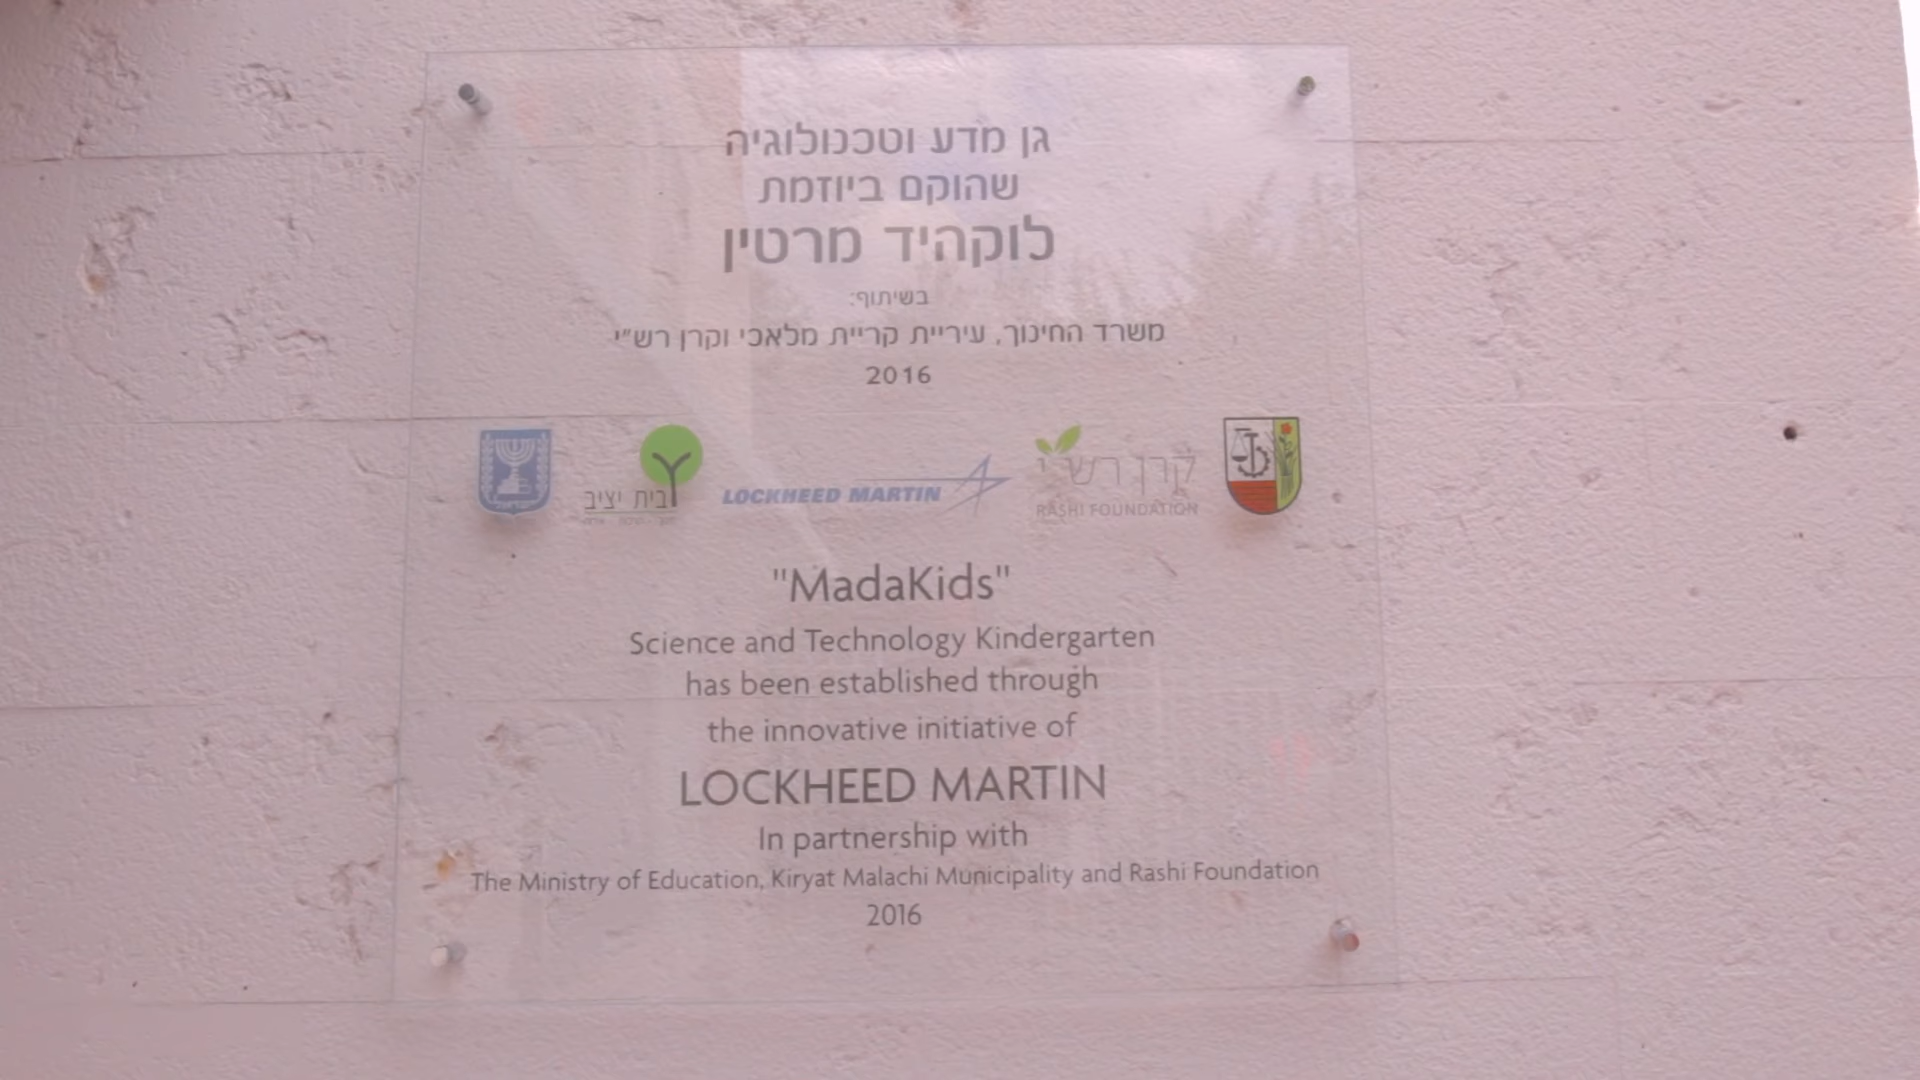 גן מדע וטכנולוגיה
שהוקם ביוזמת
לוקהיד מרטין
בשיתוף:
משרד החינוך, עיריית קריית מלאכי וקרן רש"י
2016
בית יציב
LOCKHEED MARTIN
קרן רש"י
RASHI FOUNDATION
"MadaKids"
Science and Technology Kindergarten
has been established through
the innovative initiative of
LOCKHEED MARTIN
In partnership with
The Ministry of Education, Kiryat Malachi Municipality and Rashi Foundation
2016